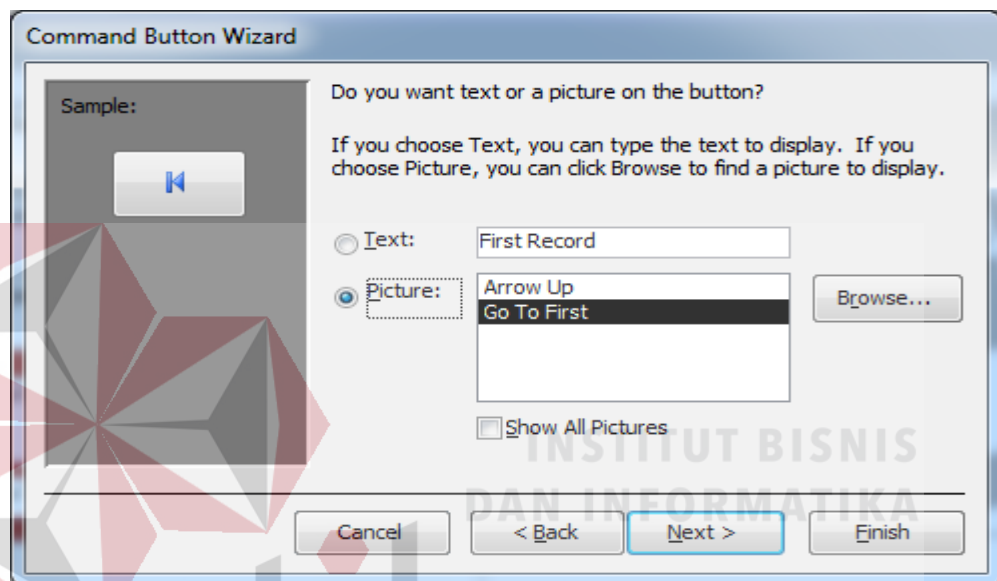 Command Button Wizard
Sample:
Do you want text or a picture on the button?
If you choose Text, you can type the text to display. If you
choose Picture, you can click Browse to find a picture to display.
Text:
First Record
Picture:
Arrow Up
Go To First
Browse...
Show All Pictures
INSTITUT BISNIS
DAN INFORMATIKA
Cancel
< Back
Next >
Finish